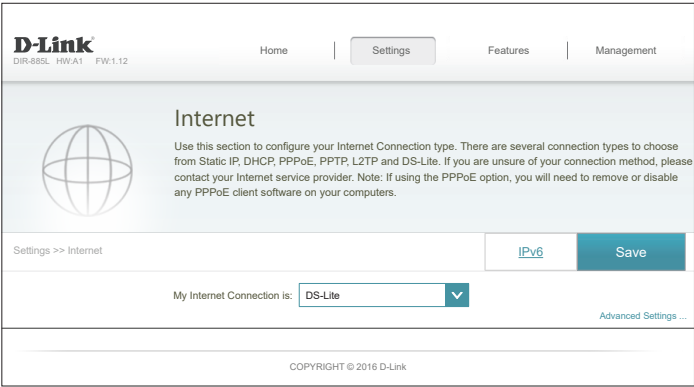 D-Link
DIR-885L HW:A1 FW:1.12
Home
Settings
Features
Management
Internet
Use this section to configure your Internet Connection type. There are several connection types to choose
from Static IP, DHCP, PPPoE, PPTP, L2TP and DS-Lite. If you are unsure of your connection method, please
contact your Internet service provider. Note: If using the PPPoE option, you will need to remove or disable
any PPPoE client software on your computers.
Settings >> Internet
IPv6
Save
My Internet Connection is: DS-Lite
Advanced Settings ...
COPYRIGHT © 2016 D-Link